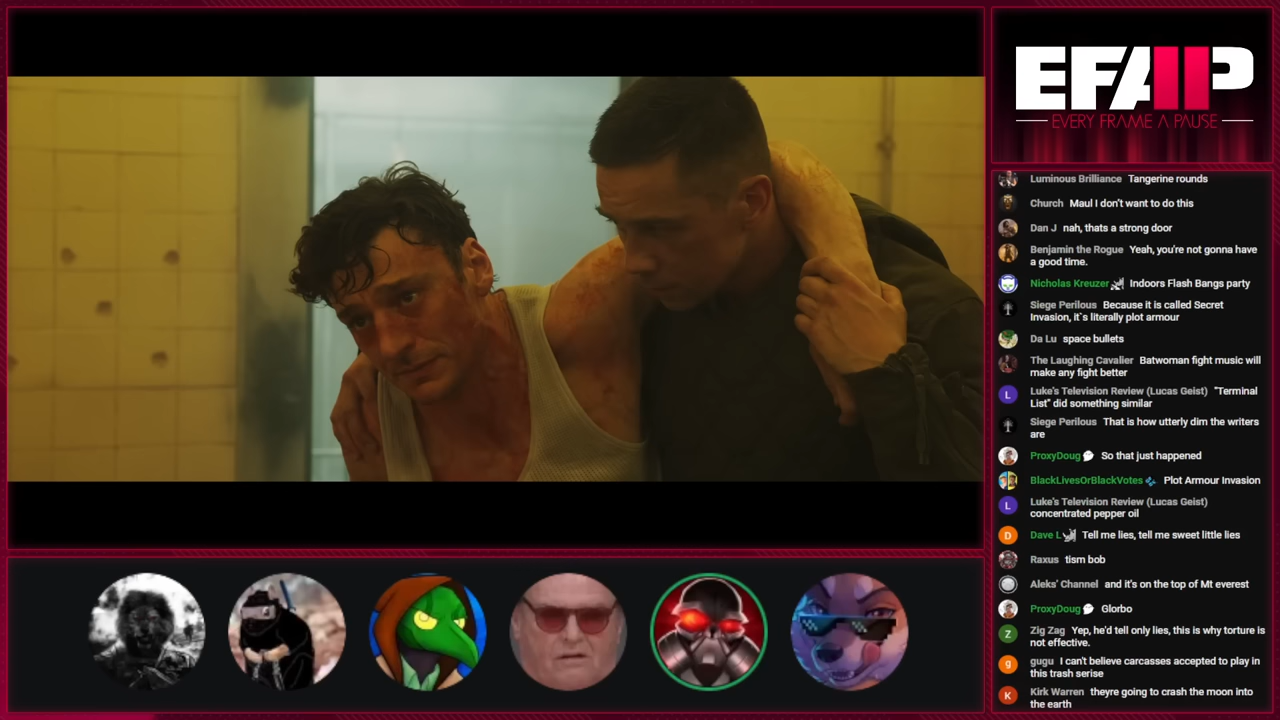 EFAP
EVERY FRAME A PAUSE
Luminous Brilliance Tangerine rounds
Church Maul I don't want to do this
Dan J nah, thats a strong door
Benjamin the Rogue Yeah, you're not gonna have
a good time.
Nicholas Kreuzer Indoors Flash Bangs party
Siege Perilous Because it is called Secret
Invasion, it`s literally plot armour
Da Lu space bullets
The Laughing Cavalier Batwoman fight music will
make any fight better
L Luke's Television Review (Lucas Geist) "Terminal
List" did something similar
Siege Perilous That is how utterly dim the writers
are
ProxyDoug So that just happened
BlackLivesOrBlackVotes Plot Armour Invasion
L Luke's Television Review (Lucas Geist)
concentrated pepper oil
D Dave L Tell me lies, tell me sweet little lies
Raxus tism bob
Aleks' Channel and it's on the top of Mt everest
ProxyDoug Glorbo
Z Zig Zag Yep, he'd tell only lies, this is why torture is
not effective.
g gugu I can't believe carcasses accepted to play in
this trash serise
K Kirk Warren theyre going to crash the moon into
the earth